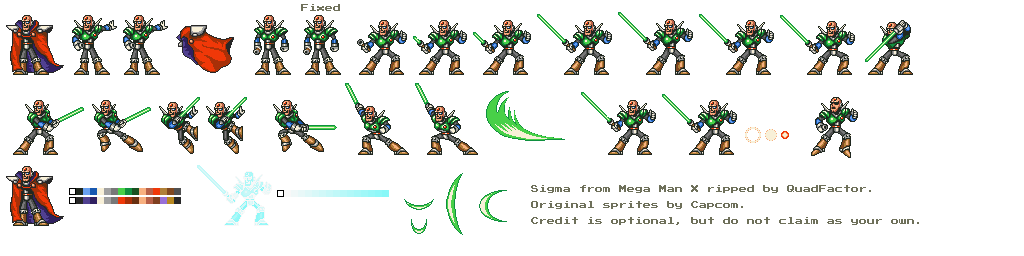 Fixed
Sigma from Mega Man X ripped by QuadFactor.
Original sprites by Capcom.
Credit is optional, but do not claim as your own.